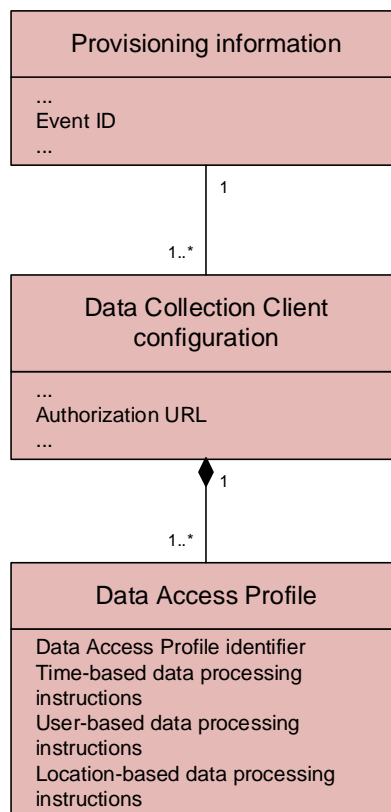 Provisioning information
...
Event ID
...
1
1..*
Data Collection Client
configuration
...
Authorization URL
...
1
1..*
Data Access Profile
Data Access Profile identifier
Time-based data processing
instructions
User-based data processing
instructions
Location-based data processing
instructions